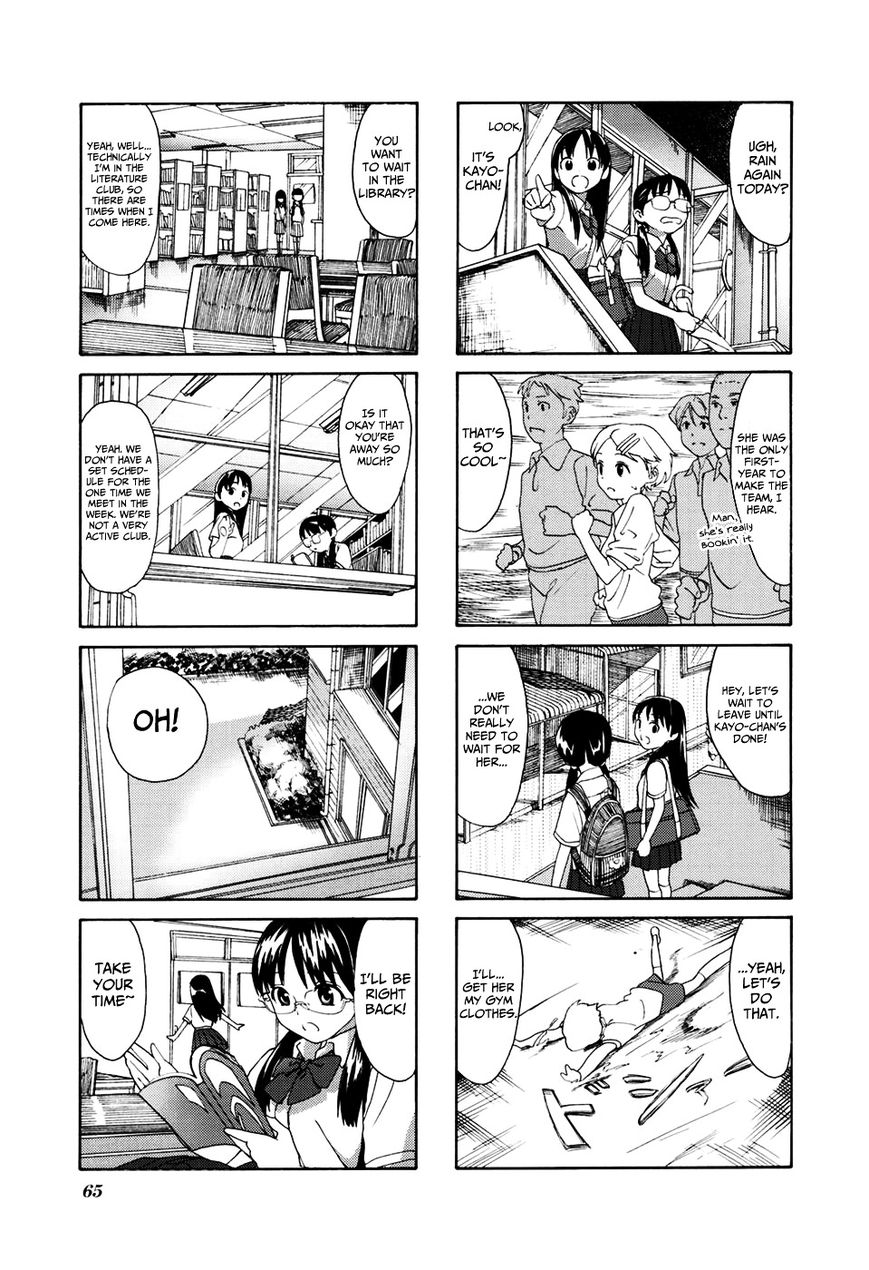 UGH,
RAIN
AGAIN
TODAY?
LOOK,
IT'S
KAYO-
CHAN!
SHE WAS
THE ONLY
FIRST-
YEAR TO
MAKE THE
TEAM, I
HEAR.
Man,
she's really
bookin' it.
THAT'S
SO
COOL~
HEY, LET'S
WAIT TO
LEAVE UNTIL
KAYO-CHAN'S
DONE!
...WE
DON'T
REALLY
NEED TO
WAIT FOR
HER...
...YEAH,
LET'S
DO
THAT.
I'LL...
GET HER
MY GYM
CLOTHES.
ド
YOU
WANT
TO WAIT
IN THE
LIBRARY?
YEAH, WELL...
TECHNICALLY
I'M IN THE
LITERATURE
CLUB, SO
THERE ARE
TIMES WHEN I
COME HERE.
IS IT
OKAY THAT
YOU'RE
AWAY SO
MUCH?
YEAH. WE
DON'T HAVE A
SET SCHED-
ULE FOR THE
ONE TIME WE
MEET IN THE
WEEK. WE'RE
NOT A VERY
ACTIVE CLUB.
OH!
I'LL BE
RIGHT
BACK!
TAKE
YOUR
TIME~
65